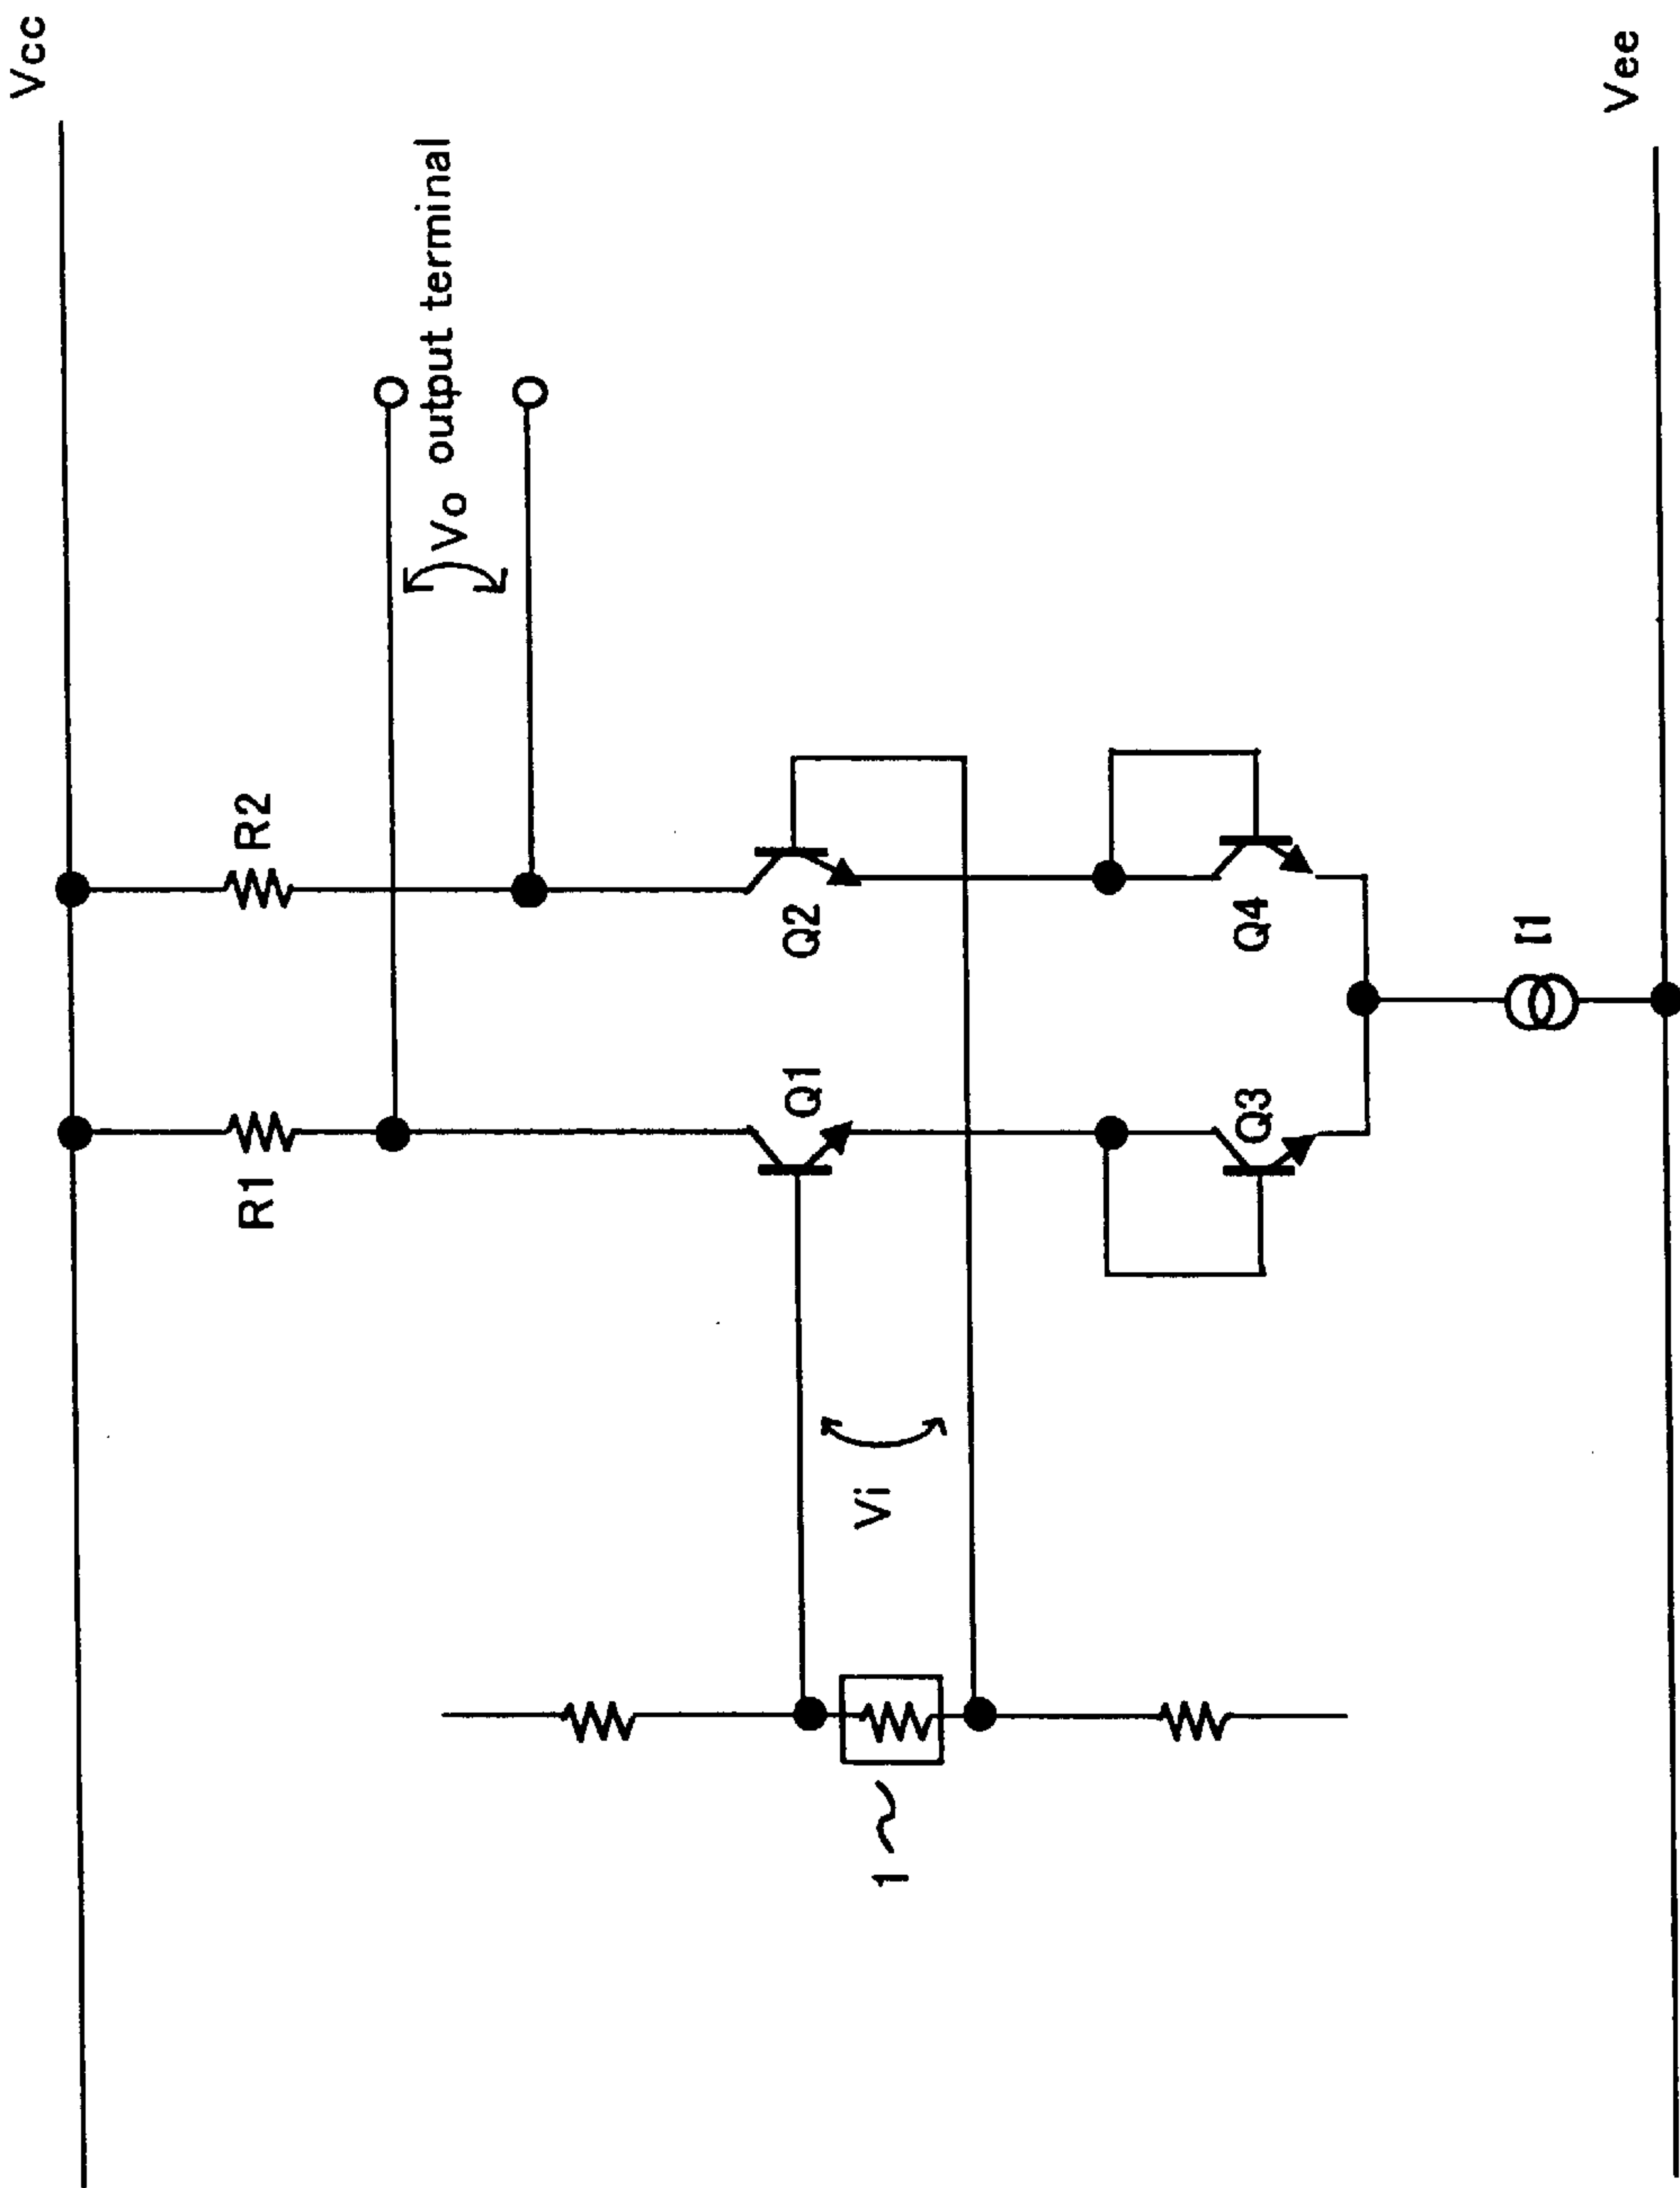 Vcc
R1
R2
Vo output terminal
Q1
Q2
Vi
1
Q3
Q4
I1
Vee